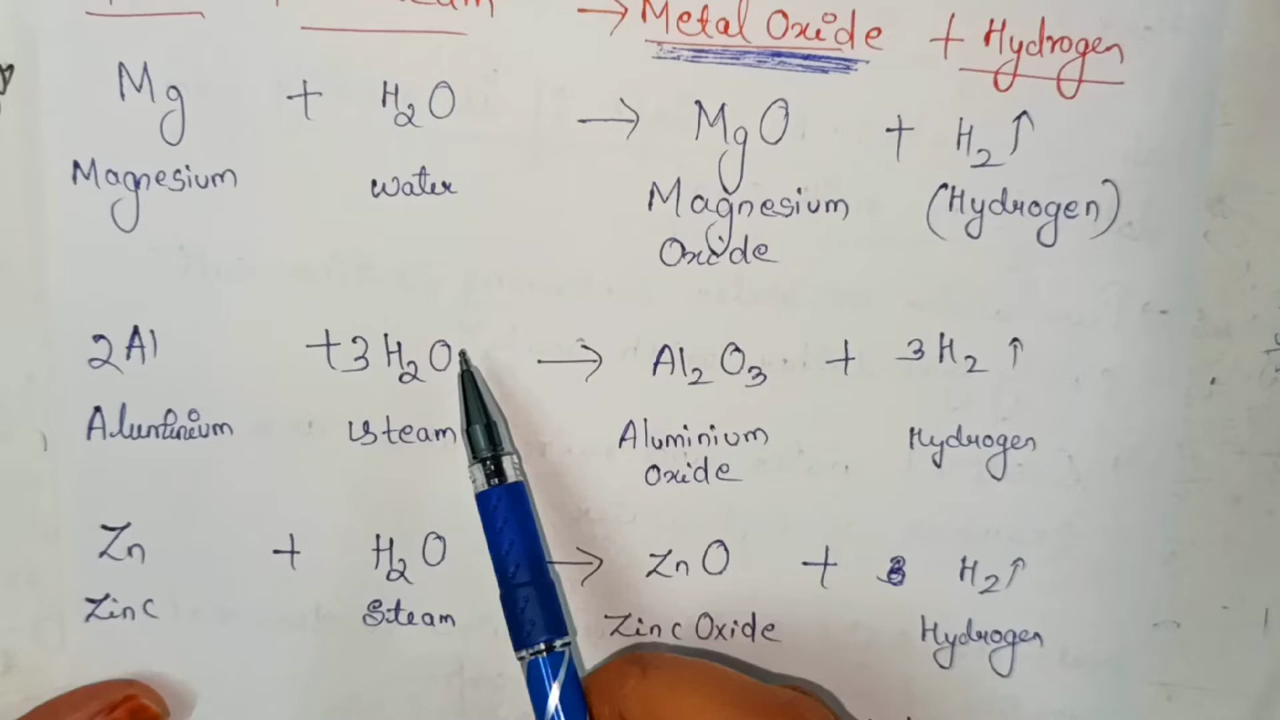 → Metal Oxide + Hydrogen
Mg + H₂O → MgO + H₂↑
Magnesium water Magnesium Oxide (Hydrogen)
2Al +3H₂O → Al₂O₃ + 3H₂↑
steam Aluminium Oxide Hydrogen
Zn + H₂O → ZnO + H₂↑
Zinc Steam Zinc Oxide Hydrogen